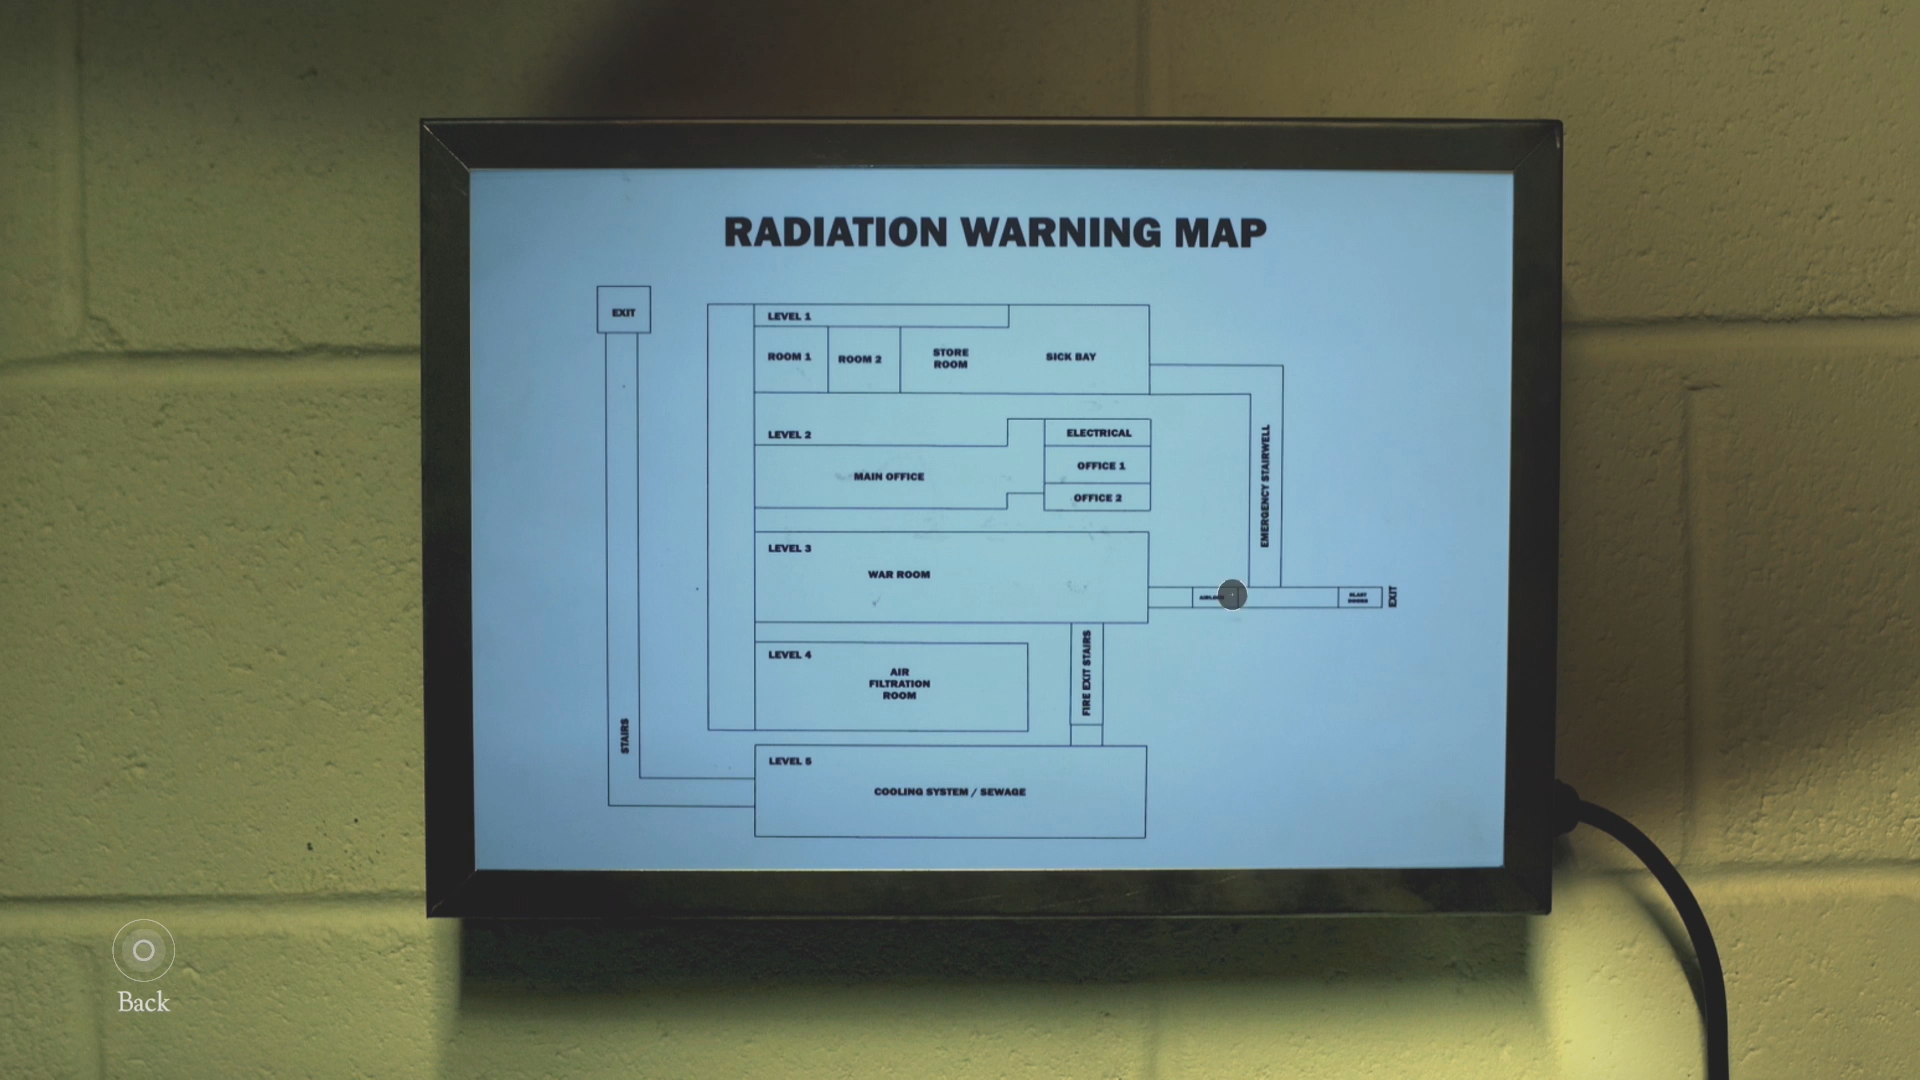 RADIATION WARNING MAP
EXIT
LEVEL 1
ROOM 1
ROOM 2
STORE
ROOM
SICK BAY
LEVEL 2
ELECTRICAL
MAIN OFFICE
OFFICE 1
OFFICE 2
EMERGENCY STAIRWELL
LEVEL 3
WAR ROOM
BLAST
DOORS
EXIT
LEVEL 4
AIR
FILTRATION
ROOM
FIRE EXIT STAIRS
STAIRS
LEVEL 5
COOLING SYSTEM / SEWAGE
Back